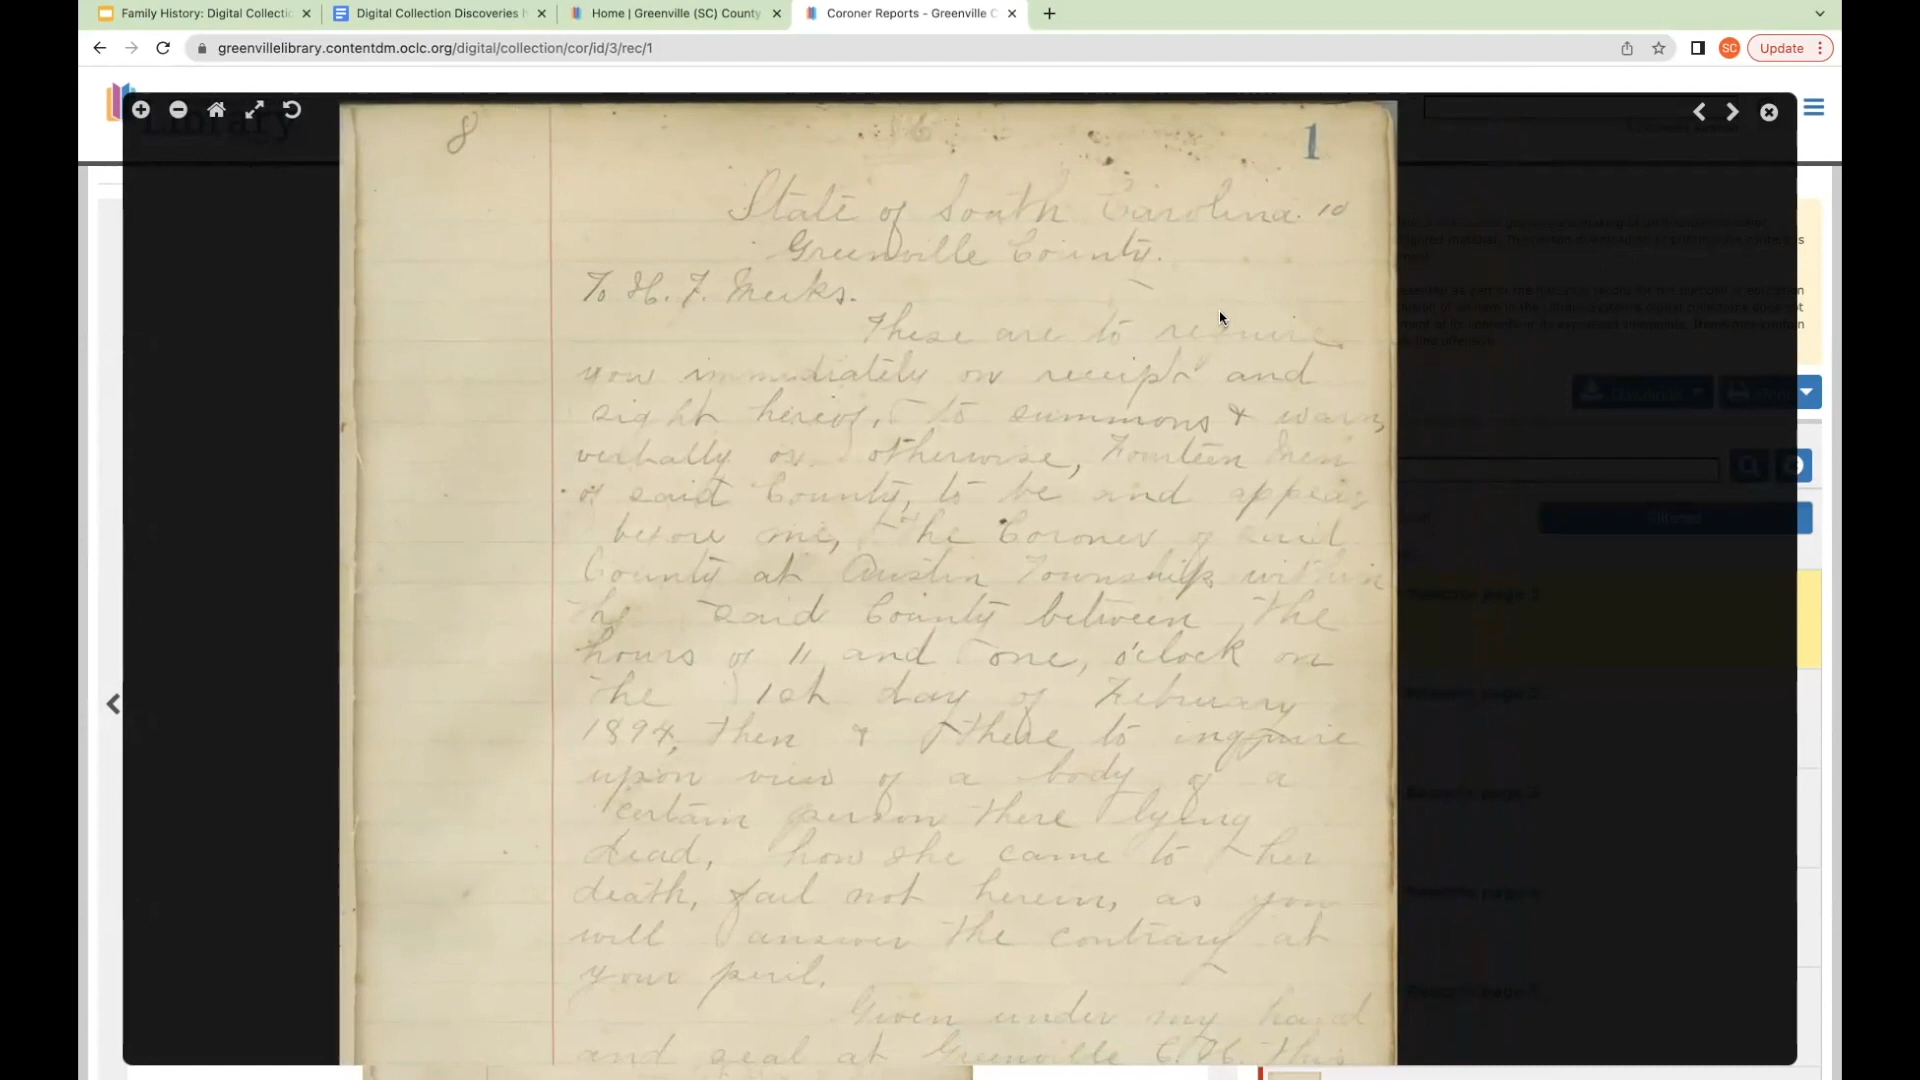 Family History: Digital Collectic
Digital Collection Discoveries h
Home | Greenville (SC) County
Coroner Reports - Greenville C
greenvillelibrary.contentdm.oclc.org/digital/collection/cor/id/3/rec/1
SC
Update
Library
8
1
State of South Carolina. 10
Greenville County.
To H. F. Meeks.
These are to require
you immediately on receipt and
sight hereof, to summons & warn,
verbally or otherwise, Fourteen Men
of said County, to be and appear
before me, the Coroner of said
County at Austin Township within
the said County between the
hours of 11 and one, o'clock on
the 1st day of February
1894, then & there to inquire
upon view of a body of a
certain person there lying
dead, how she came to her
death, fail not herein, as you
will answer the contrary at
your peril.
Given under my hand
and seal at Greenville C. H. this